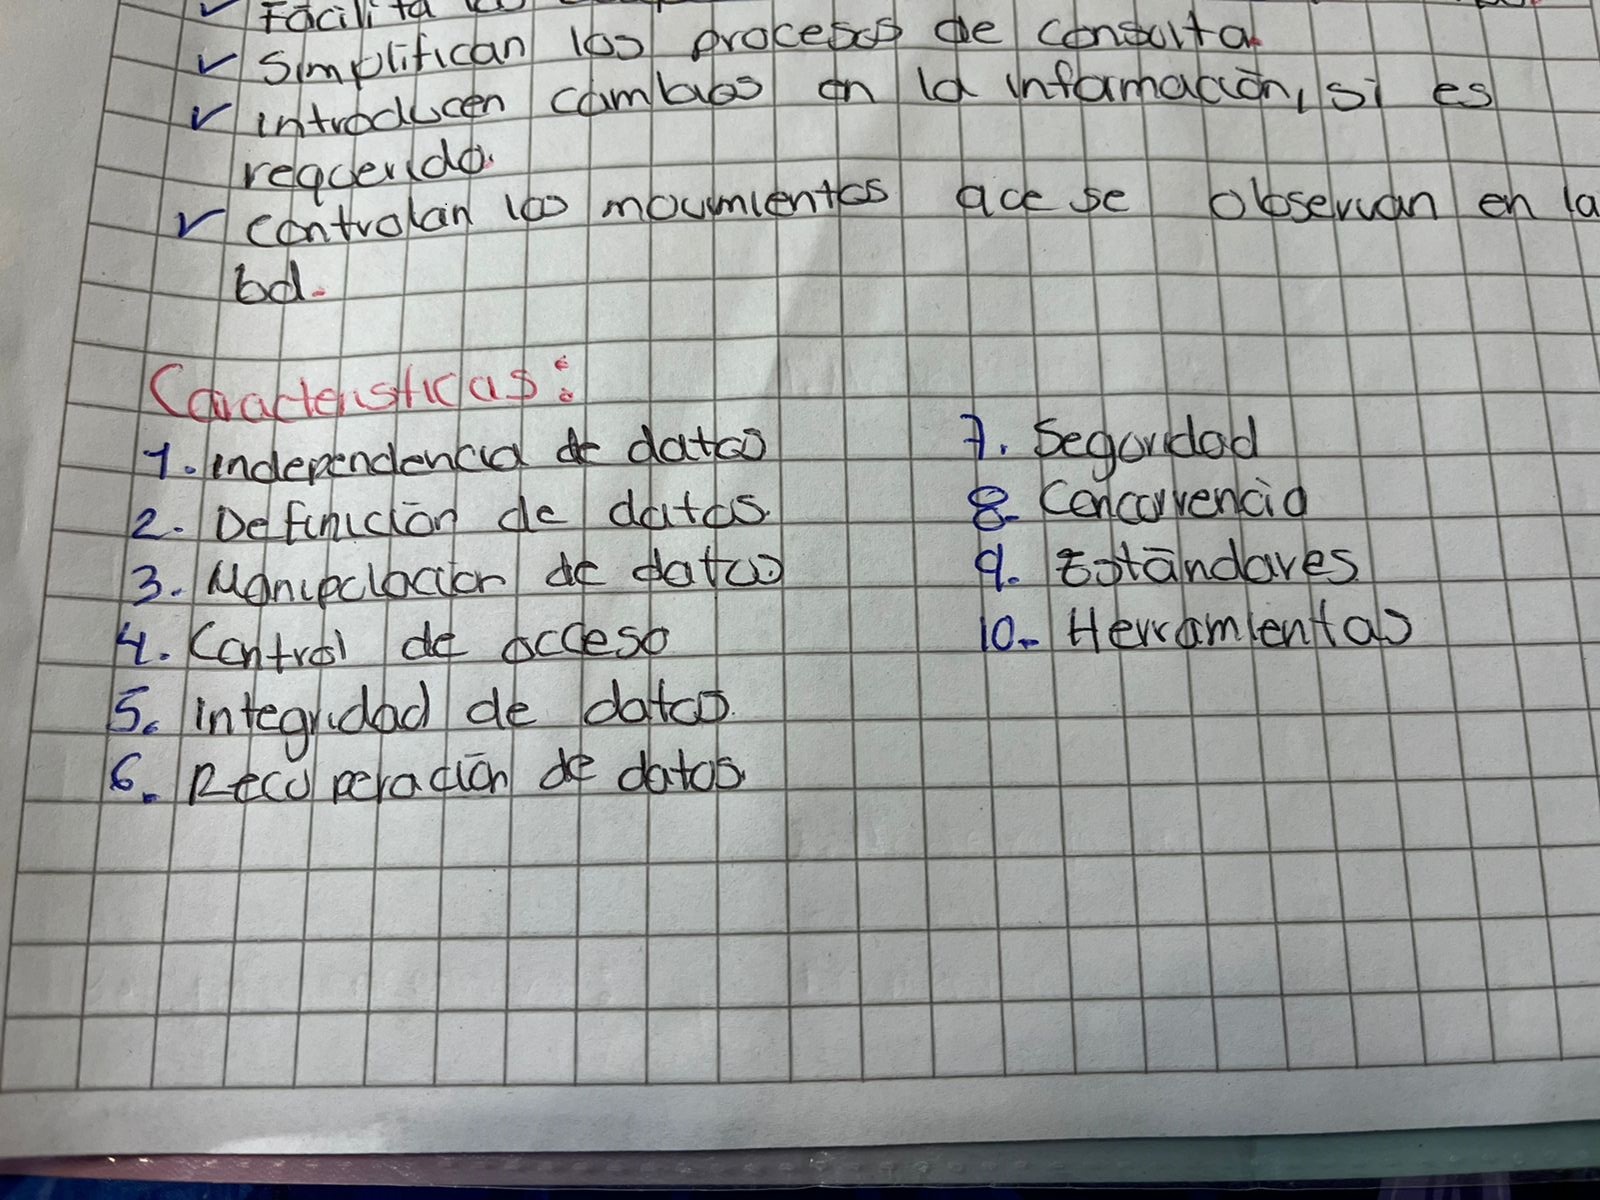 ✓ Facilita
✓ Simplifican los procesos de consulta.
✓ introducen cambios en la información, si es
requerido.
✓ controlan los movimientos que se observan en la
bd.
Características:
1. independencia de datos
2. Definición de datos.
3. Manipulación de datos
4. Control de acceso
5. integridad de datos.
6. Recuperación de datos.
7. Seguridad
8. Concurrencia
9. Estándares
10. Herramientas